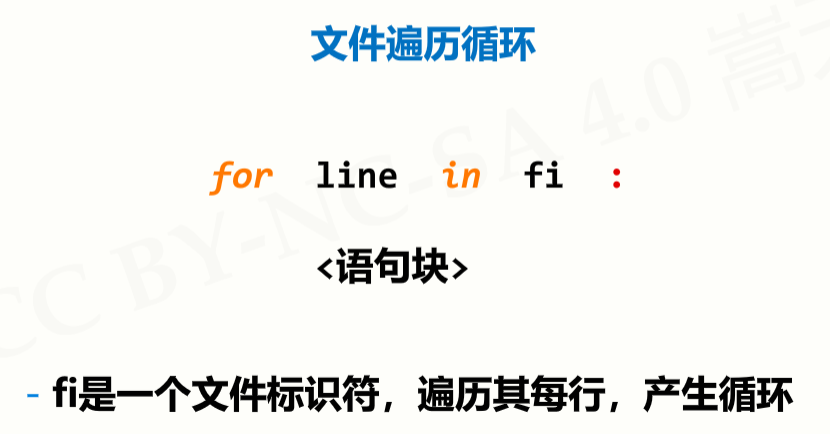 文件遍历循环
for line in fi :
<语句块>
- fi是一个文件标识符，遍历其每行，产生循环
CC BY-NC-SA 4.0 嵩